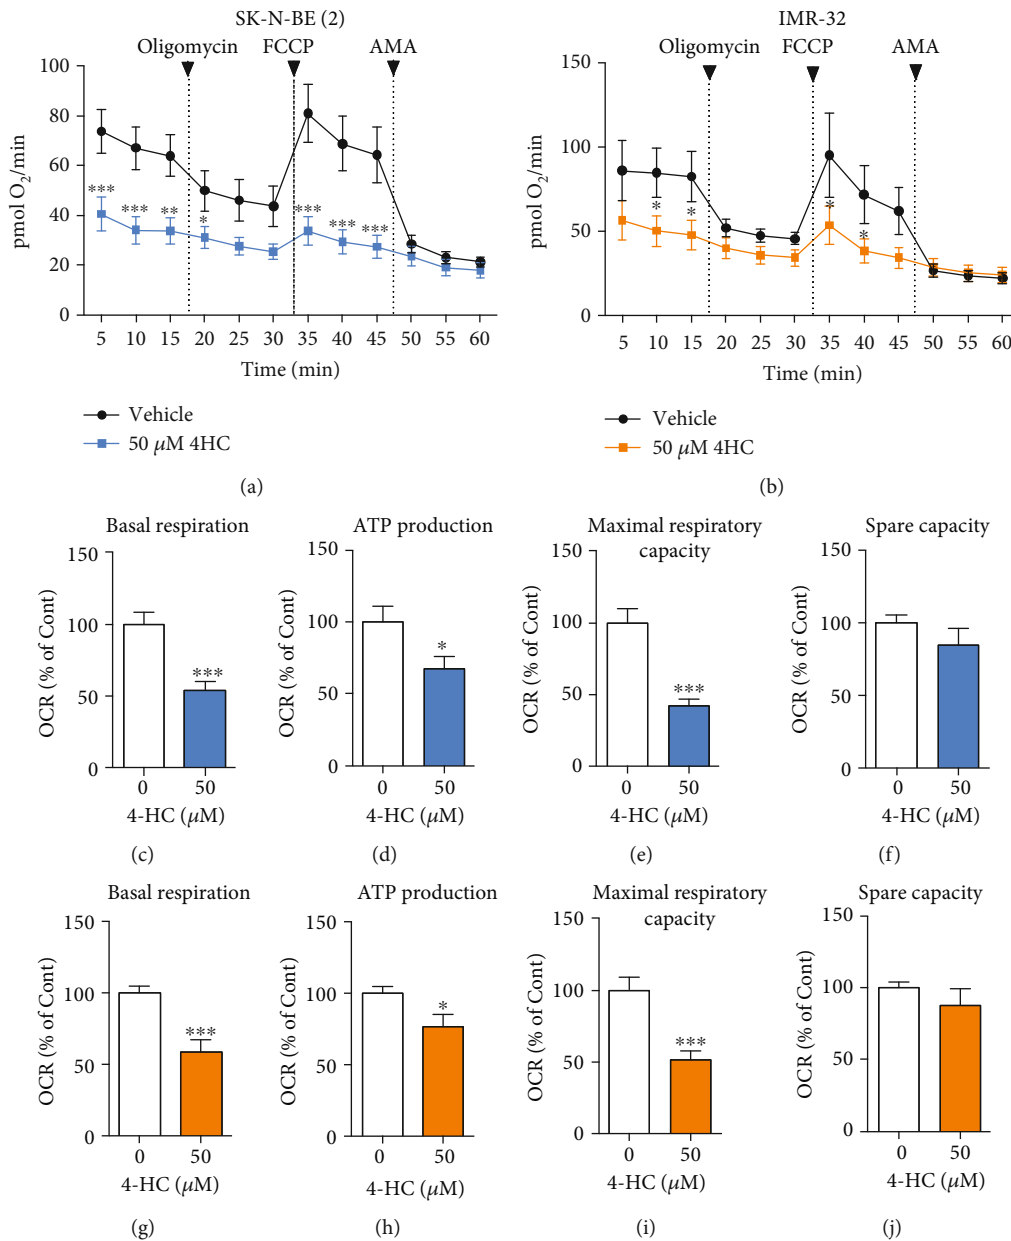 SK-N-BE (2)
Oligomycin FCCP AMA
pmol O2/min
100
80
60
40
20
0
*** *** ** * *** *** ***
5 10 15 20 25 30 35 40 45 50 55 60
Time (min)
Vehicle
50 μM 4HC
(a)
IMR-32
Oligomycin FCCP AMA
pmol O2/min
150
100
50
0
* * * *
5 10 15 20 25 30 35 40 45 50 55 60
Time (min)
Vehicle
50 μM 4HC
(b)
Basal respiration
OCR (% of Cont)
150
100
50
0
***
0 50
4-HC (μM)
(c)
ATP production
OCR (% of Cont)
150
100
50
0
*
0 50
4-HC (μM)
(d)
Maximal respiratory
capacity
OCR (% of Cont)
150
100
50
0
***
0 50
4-HC (μM)
(e)
Spare capacity
OCR (% of Cont)
150
100
50
0
0 50
4-HC (μM)
(f)
Basal respiration
OCR (% of Cont)
150
100
50
0
***
0 50
4-HC (μM)
(g)
ATP production
OCR (% of Cont)
150
100
50
0
*
0 50
4-HC (μM)
(h)
Maximal respiratory
capacity
OCR (% of Cont)
150
100
50
0
***
0 50
4-HC (μM)
(i)
Spare capacity
OCR (% of Cont)
150
100
50
0
0 50
4-HC (μM)
(j)